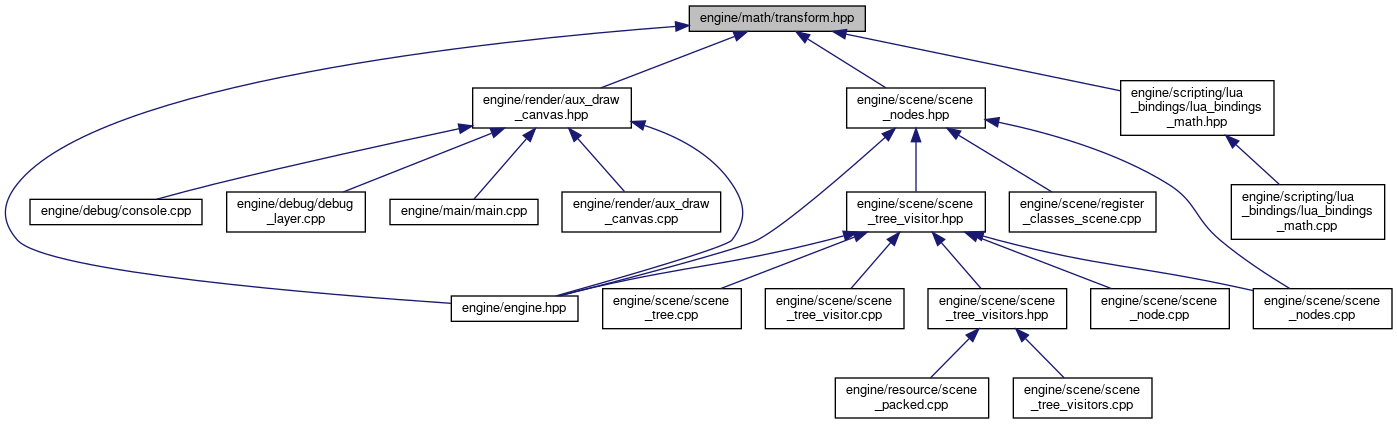 engine/math/transform.hpp
engine/render/aux_draw
_canvas.hpp
engine/scene/scene
_nodes.hpp
engine/scripting/lua
_bindings/lua_bindings
_math.hpp
engine/debug/console.cpp
engine/debug/debug
_layer.cpp
engine/main/main.cpp
engine/render/aux_draw
_canvas.cpp
engine/scene/scene
_tree_visitor.hpp
engine/scene/register
_classes_scene.cpp
engine/scripting/lua
_bindings/lua_bindings
_math.cpp
engine/engine.hpp
engine/scene/scene
_tree.cpp
engine/scene/scene
_tree_visitor.cpp
engine/scene/scene
_tree_visitors.hpp
engine/scene/scene
_node.cpp
engine/scene/scene
_nodes.cpp
engine/resource/scene
_packed.cpp
engine/scene/scene
_tree_visitors.cpp